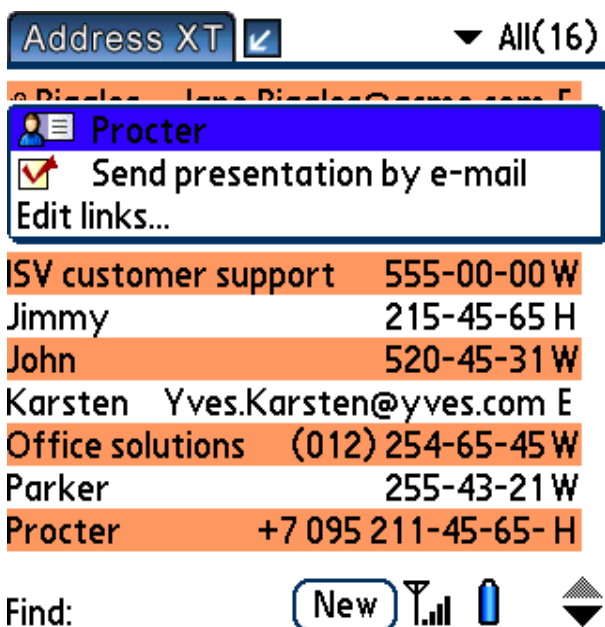 Address XT All(16)
Procter
Send presentation by e-mail
Edit links...
ISV customer support 555-00-00 W
Jimmy 215-45-65 H
John 520-45-31 W
Karsten Yves.Karsten@yves.com E
Office solutions (012) 254-65-45 W
Parker 255-43-21 W
Procter +7 095 211-45-65- H
Find: New